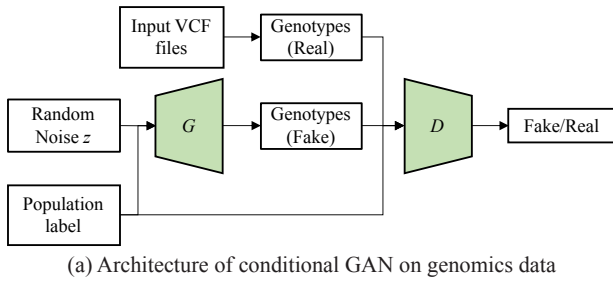 Input VCF
files
Genotypes
(Real)
Random
Noise z
G
Genotypes
(Fake)
D
Fake/Real
Population
label
(a) Architecture of conditional GAN on genomics data